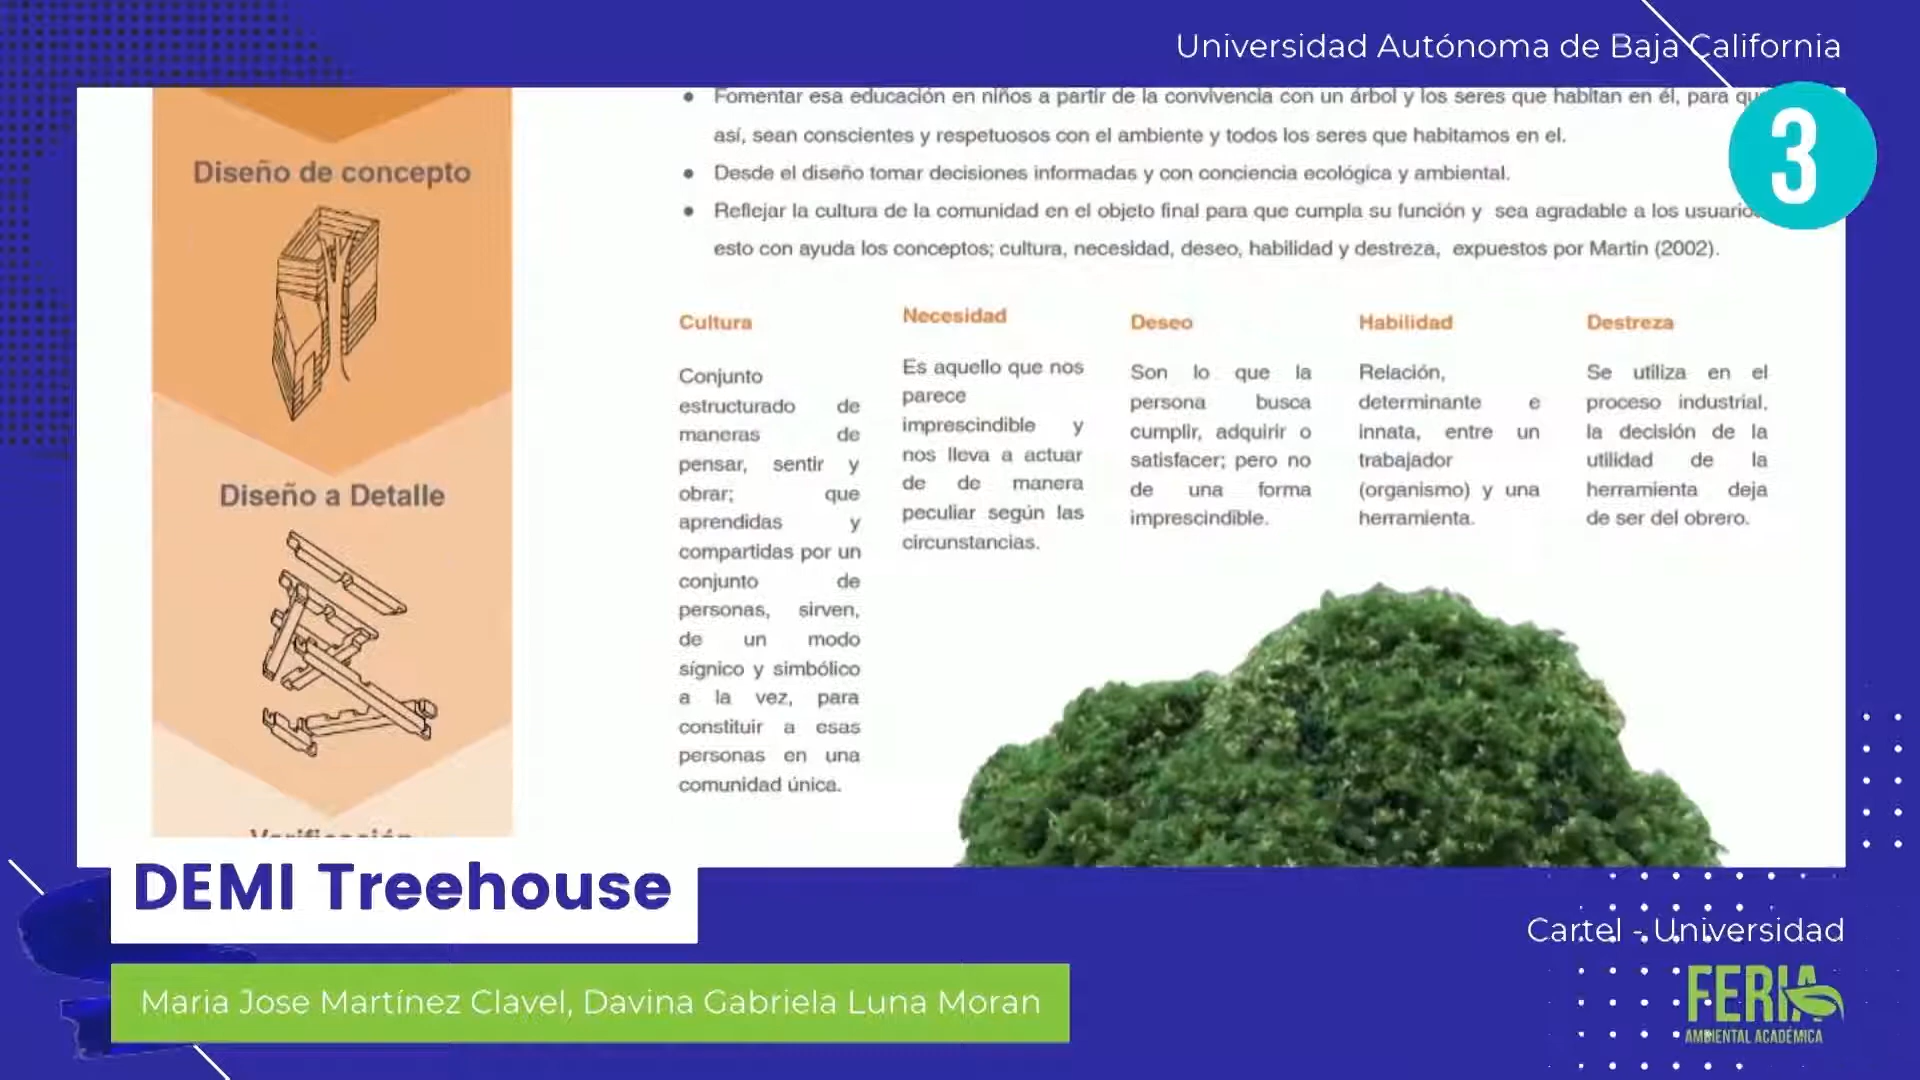 Universidad Autónoma de Baja California
3
Fomentar esa educación en niños a partir de la convivencia con un árbol y los seres que habitan en él, para
así, sean conscientes y respetuosos con el ambiente y todos los seres que habitamos en el.
Desde el diseño tomar decisiones informadas y con conciencia ecológica y ambiental.
Reflejar la cultura de la comunidad en el objeto final para que cumpla su función y sea agradable a los
esto con ayuda los conceptos; cultura, necesidad, deseo, habilidad y destreza, expuestos por Martin (2002).
Diseño de concepto
Diseño a Detalle
Verificación
Cultura
Conjunto
estructurado de
maneras de
pensar, sentir y
obrar; que
aprendidas y
compartidas por un
conjunto de
personas, sirven,
de un modo
sígnico y simbólico
a la vez, para
constituir a esas
personas en una
comunidad única.
Necesidad
Es aquello que nos
parece
imprescindible y
nos lleva a actuar
de de manera
peculiar según las
circunstancias.
Deseo
Son lo que la
persona busca
cumplir, adquirir o
satisfacer; pero no
de una forma
imprescindible.
Habilidad
Relación,
determinante e
innata, entre un
trabajador
(organismo) y una
herramienta.
Destreza
Se utiliza en el
proceso industrial,
la decisión de la
utilidad de la
herramienta deja
de ser del obrero.
DEMI Treehouse
Maria Jose Martínez Clavel, Davina Gabriela Luna Moran
Cartel - Universidad
FERIA
AMBIENTAL ACADÉMICA